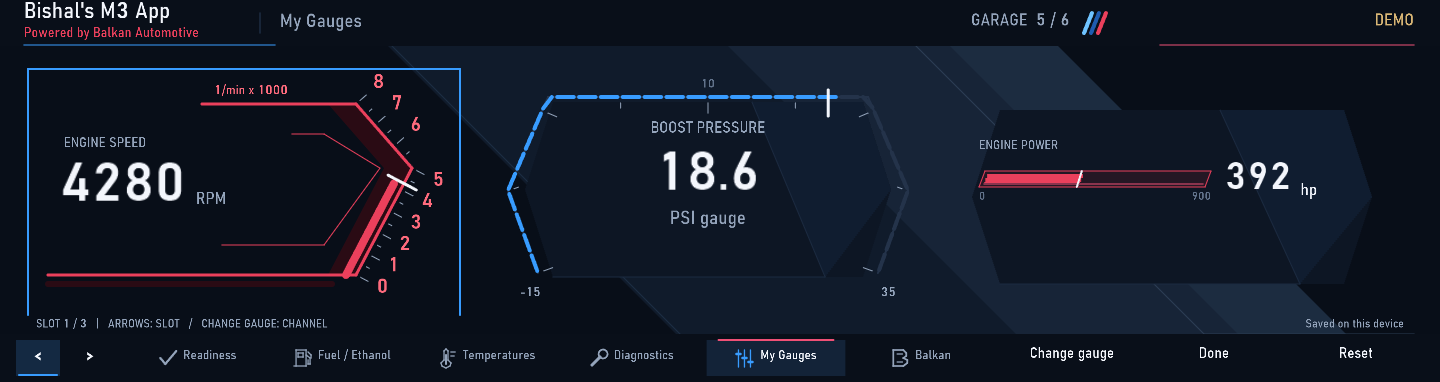 Bishal's M3 App
Powered by Balkan Automotive
My Gauges
GARAGE 5 / 6
DEMO
1/min x 1000
8
7
6
5
4
3
2
1
0
ENGINE SPEED
4280 RPM
10
BOOST PRESSURE
18.6
PSI gauge
-15
35
ENGINE POWER
392 hp
0
900
SLOT 1 / 3 | ARROWS: SLOT / CHANGE GAUGE: CHANNEL
Saved on this device
< > Readiness Fuel / Ethanol Temperatures Diagnostics My Gauges Balkan Change gauge Done Reset